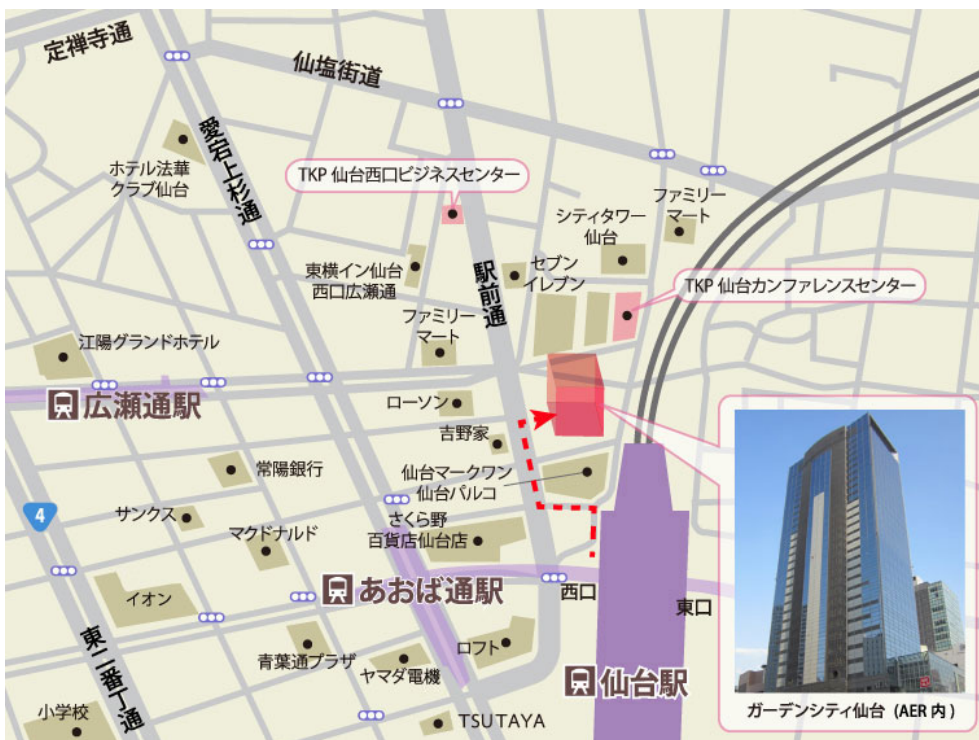 定禅寺通
仙塩街道
愛宕上杉通
ホテル法華
クラブ仙台
TKP 仙台西口ビジネスセンター
ファミリー
マート
シティタワー
仙台
東横イン仙台
西口広瀬通
駅前通
セブン
イレブン
TKP 仙台カンファレンスセンター
ファミリー
マート
江陽グランドホテル
広瀬通駅
ローソン
吉野家
仙台マークワン
仙台パルコ
常陽銀行
4
サンクス
マクドナルド
さくら野
百貨店仙台店
あおば通駅
西口
東口
イオン
東二番丁通
青葉通プラザ
ヤマダ電機
ロフト
仙台駅
小学校
TSUTAYA
ガーデンシティ仙台（AER 内）